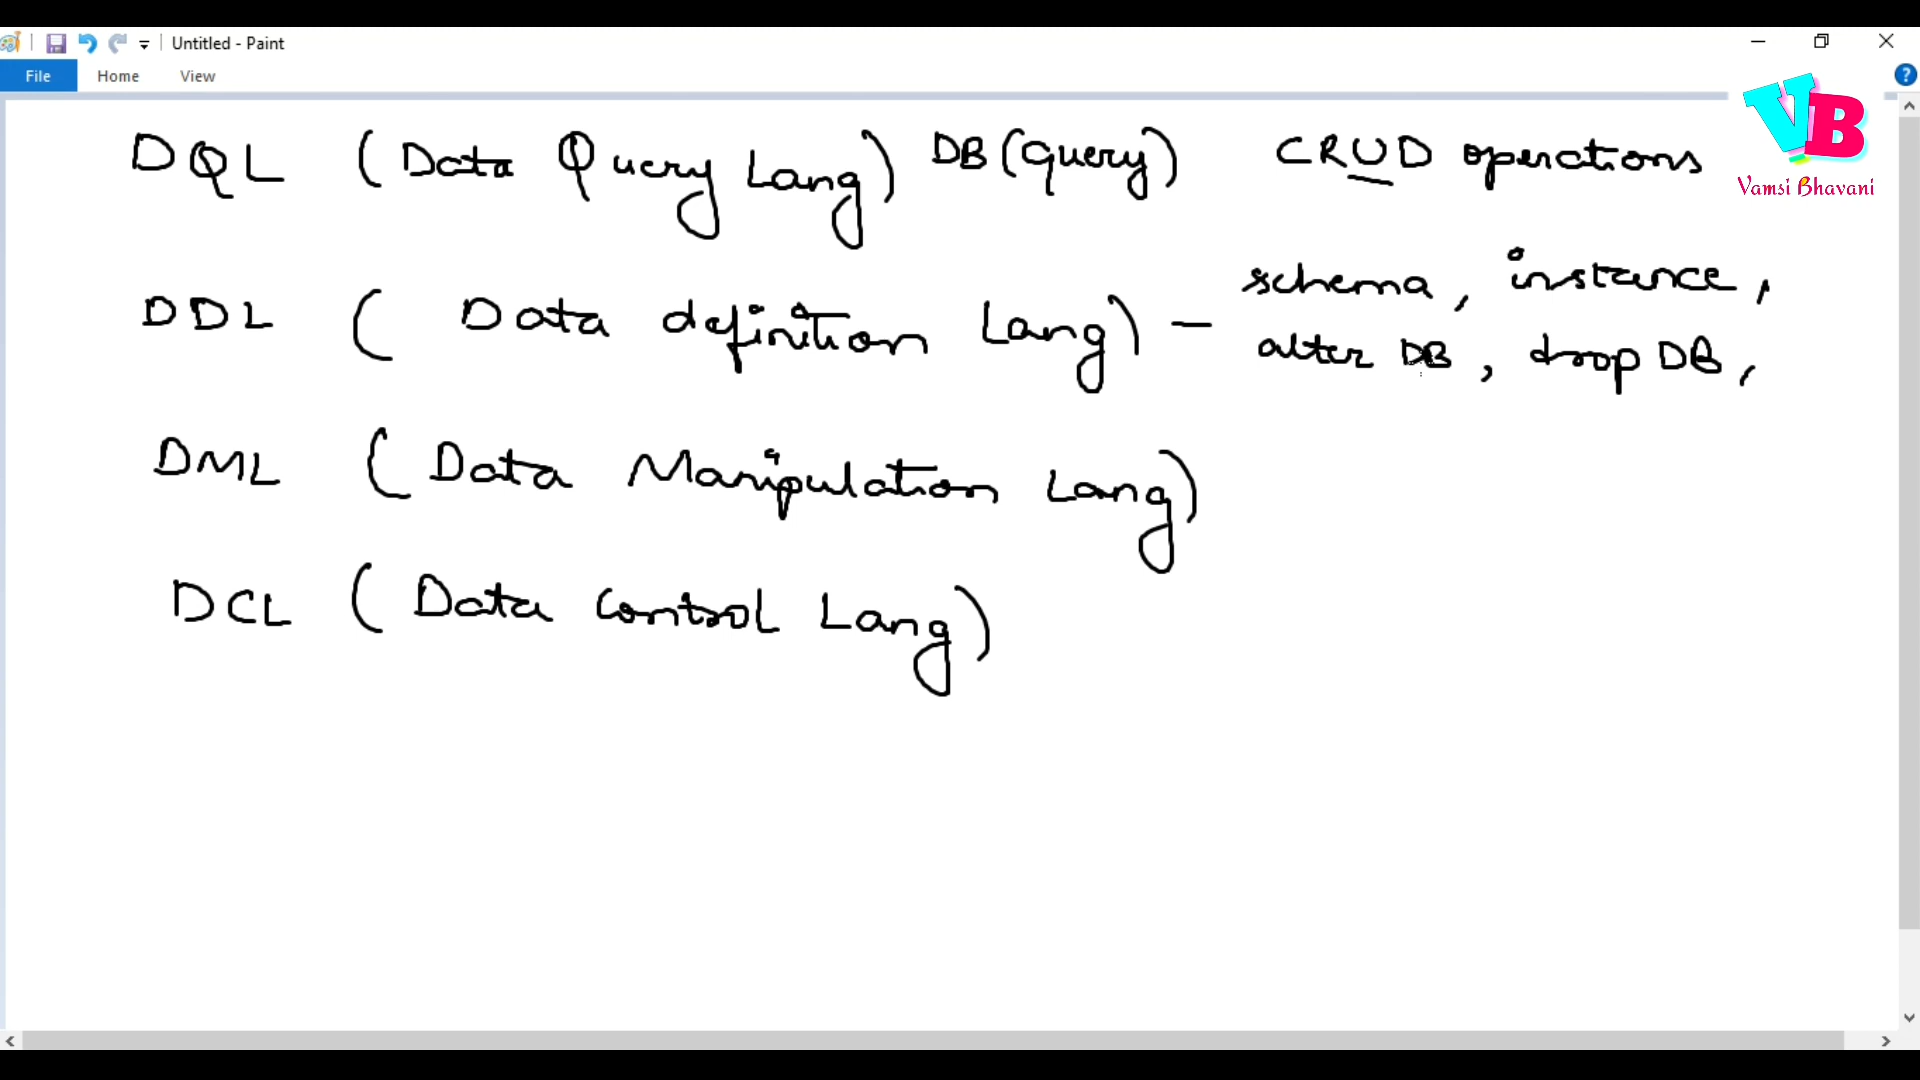 Untitled - Paint
File Home View
VB
Vamsi Bhavani
DQL (Data Query Lang) DB (Query) CRUD operations
DDL (Data definition Lang) - schema, instance,
alter DB, drop DB,
DML (Data Manipulation Lang)
DCL (Data Control Lang)